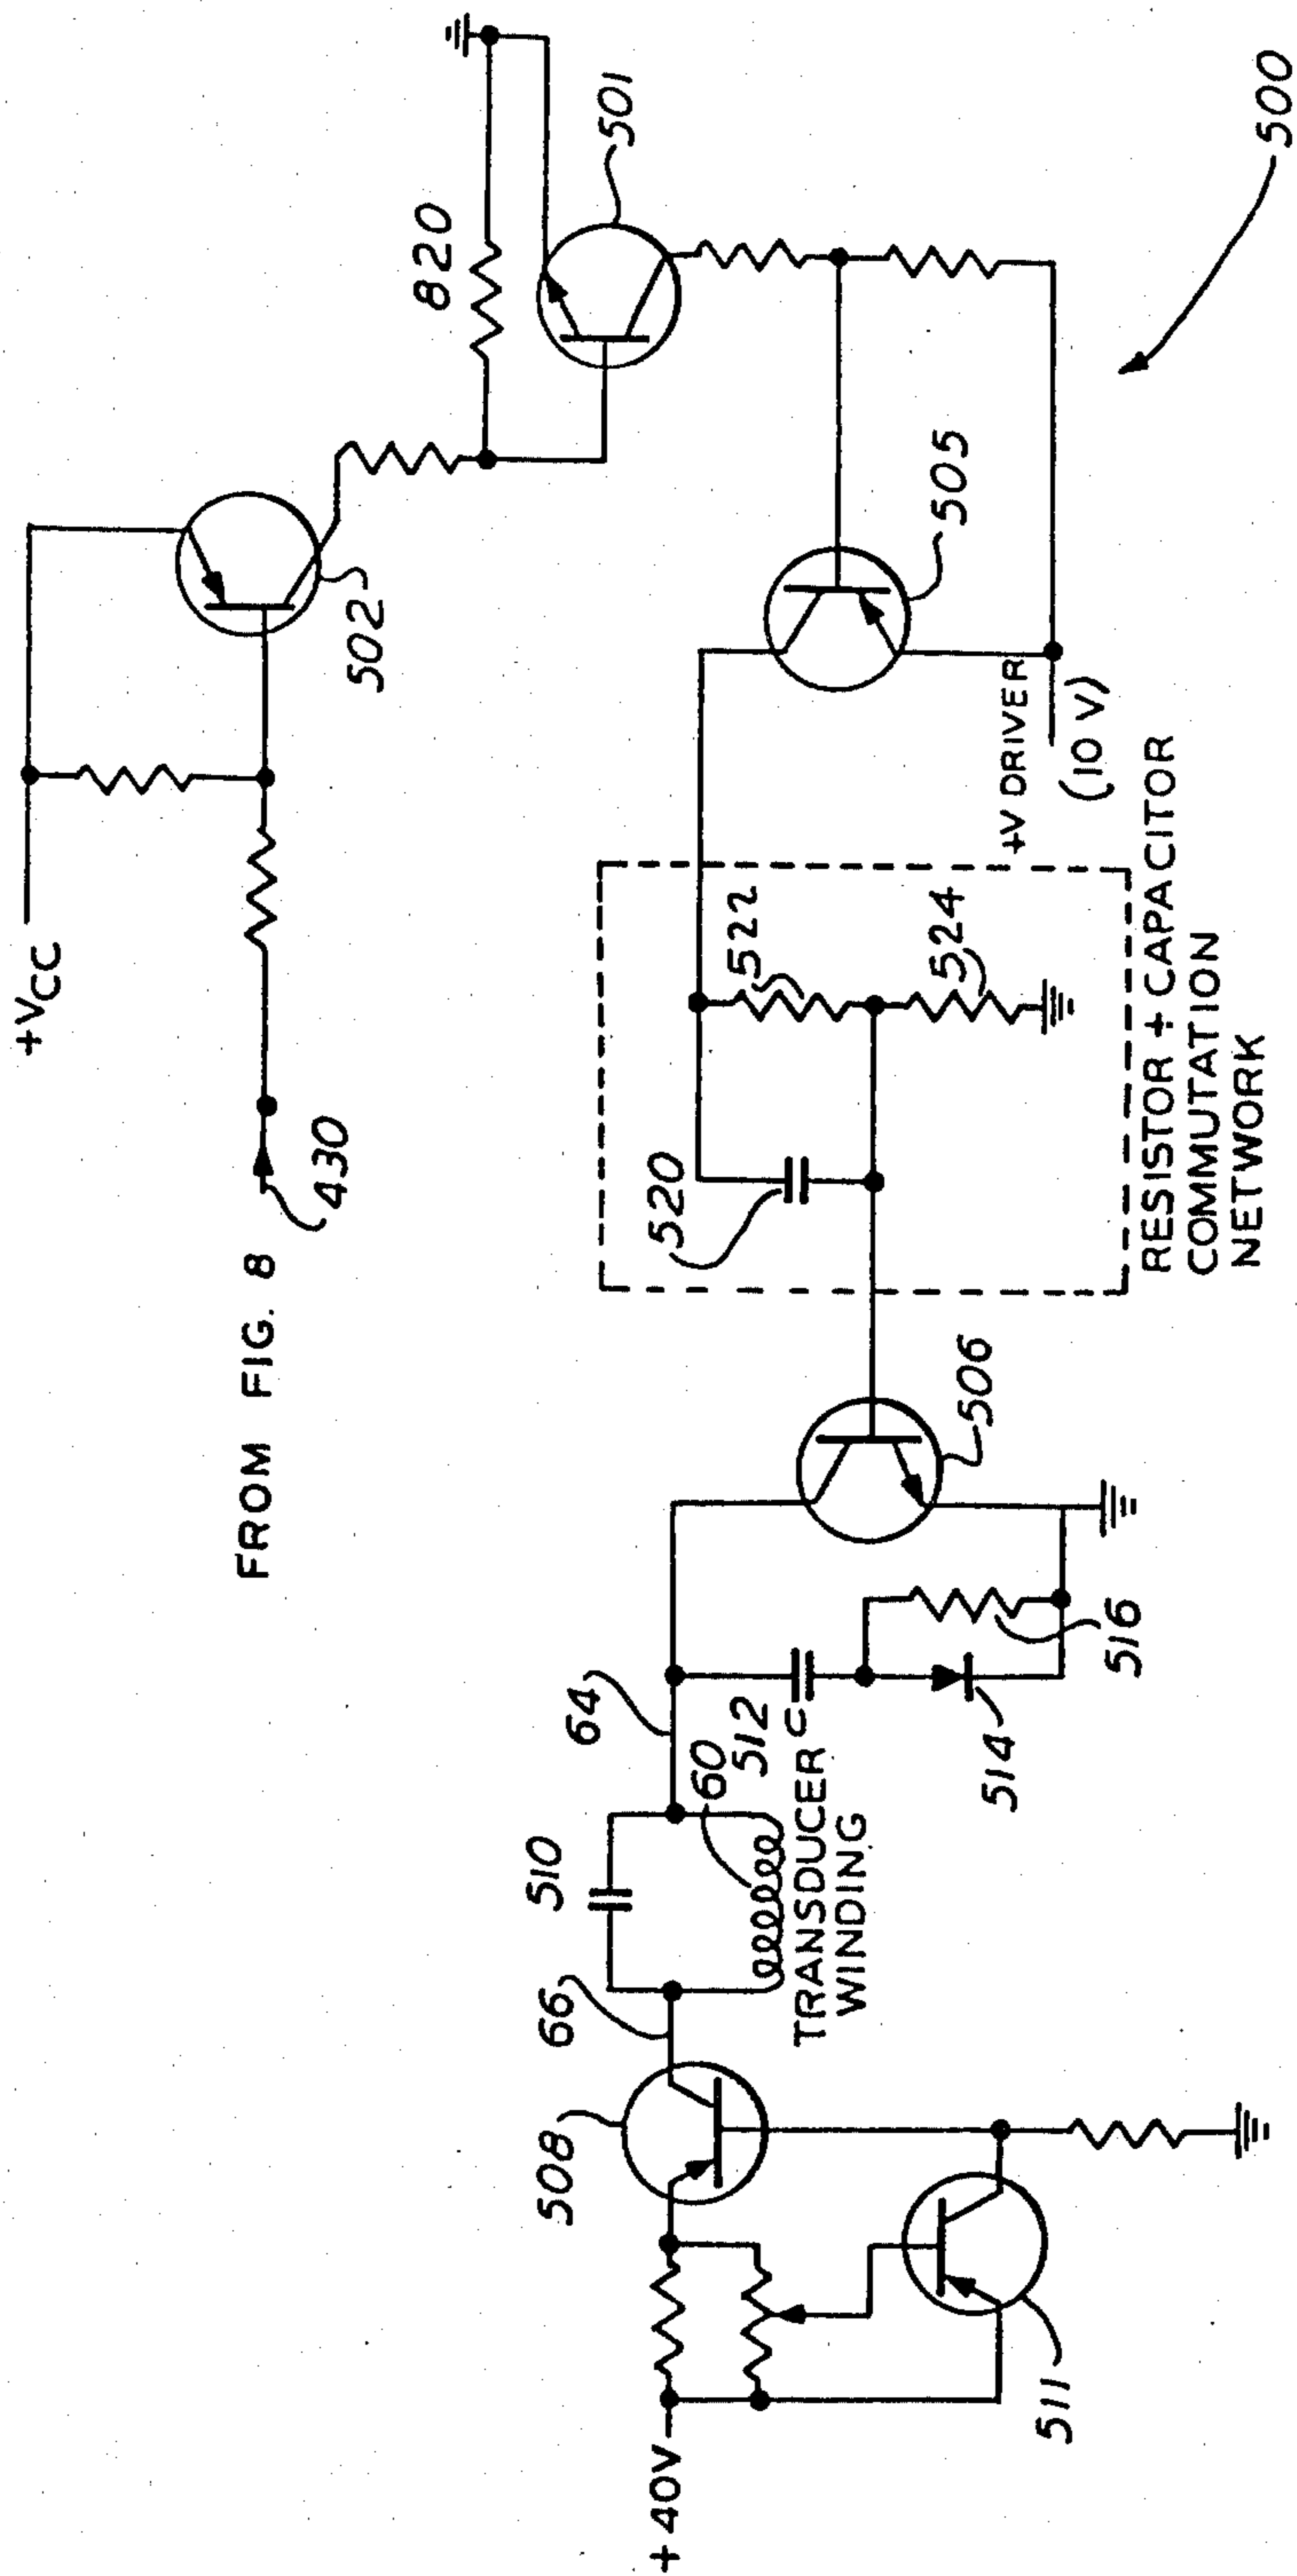 +VCC
FROM FIG. 8
430
502
820
501
500
505
+V DRIVER
(10 V)
522
524
520
RESISTOR + CAPACITOR
COMMUTATION
NETWORK
506
64
512
C
514
516
510
60
TRANSDUCER
WINDING
66
508
511
+40V